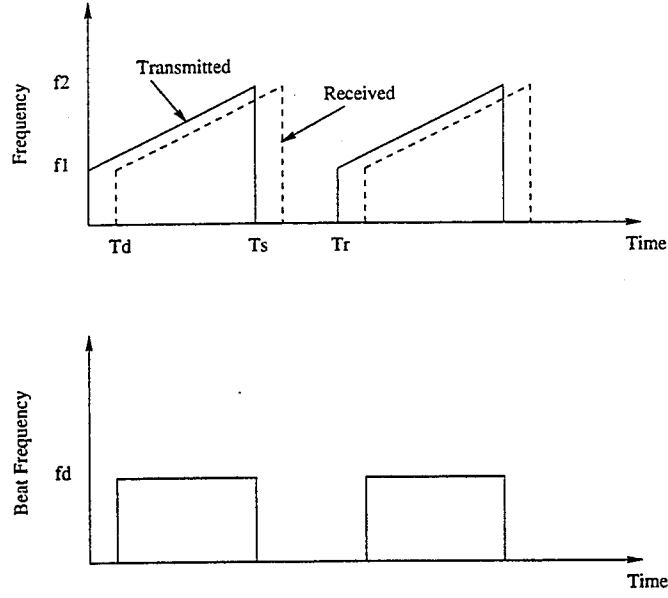 Frequency
f2
f1
Transmitted
Received
Td
Ts
Tr
Time
Beat Frequency
fd
Time